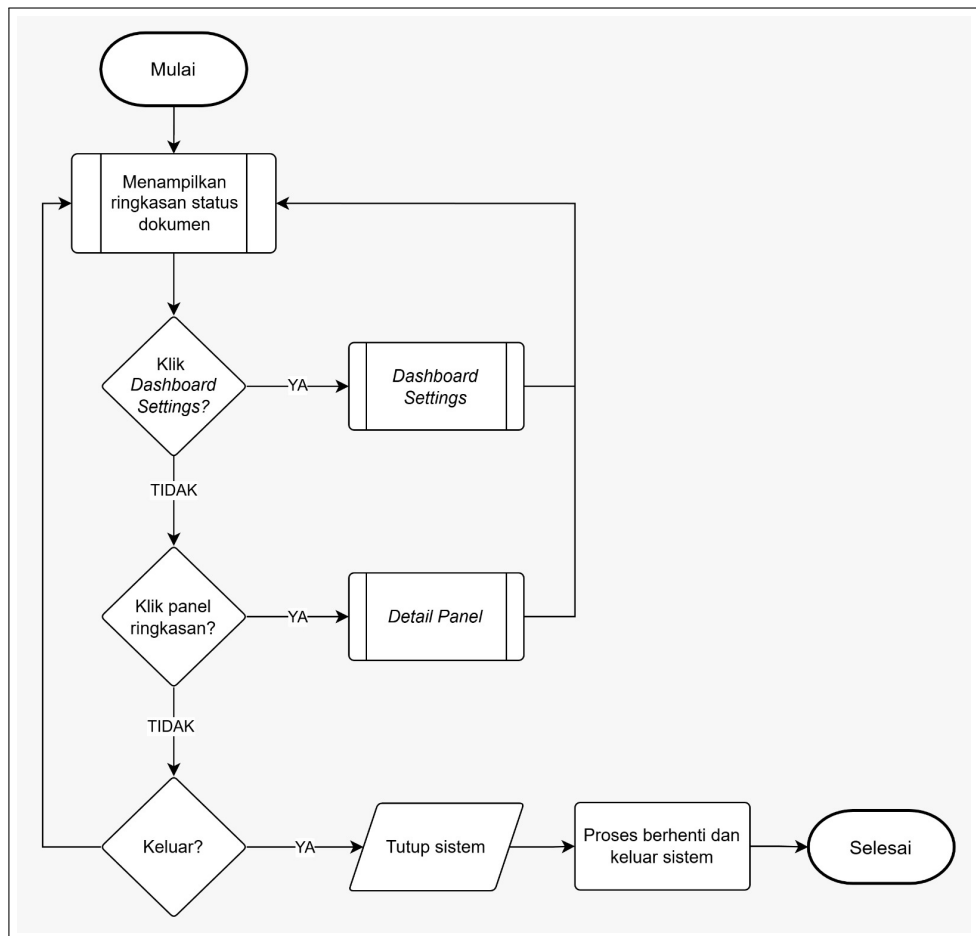 Mulai
Menampilkan
ringkasan status
dokumen
Klik
Dashboard
Settings?
YA
Dashboard
Settings
TIDAK
Klik panel
ringkasan?
YA
Detail Panel
TIDAK
Keluar?
YA
Tutup sistem
Proses berhenti dan
keluar sistem
Selesai